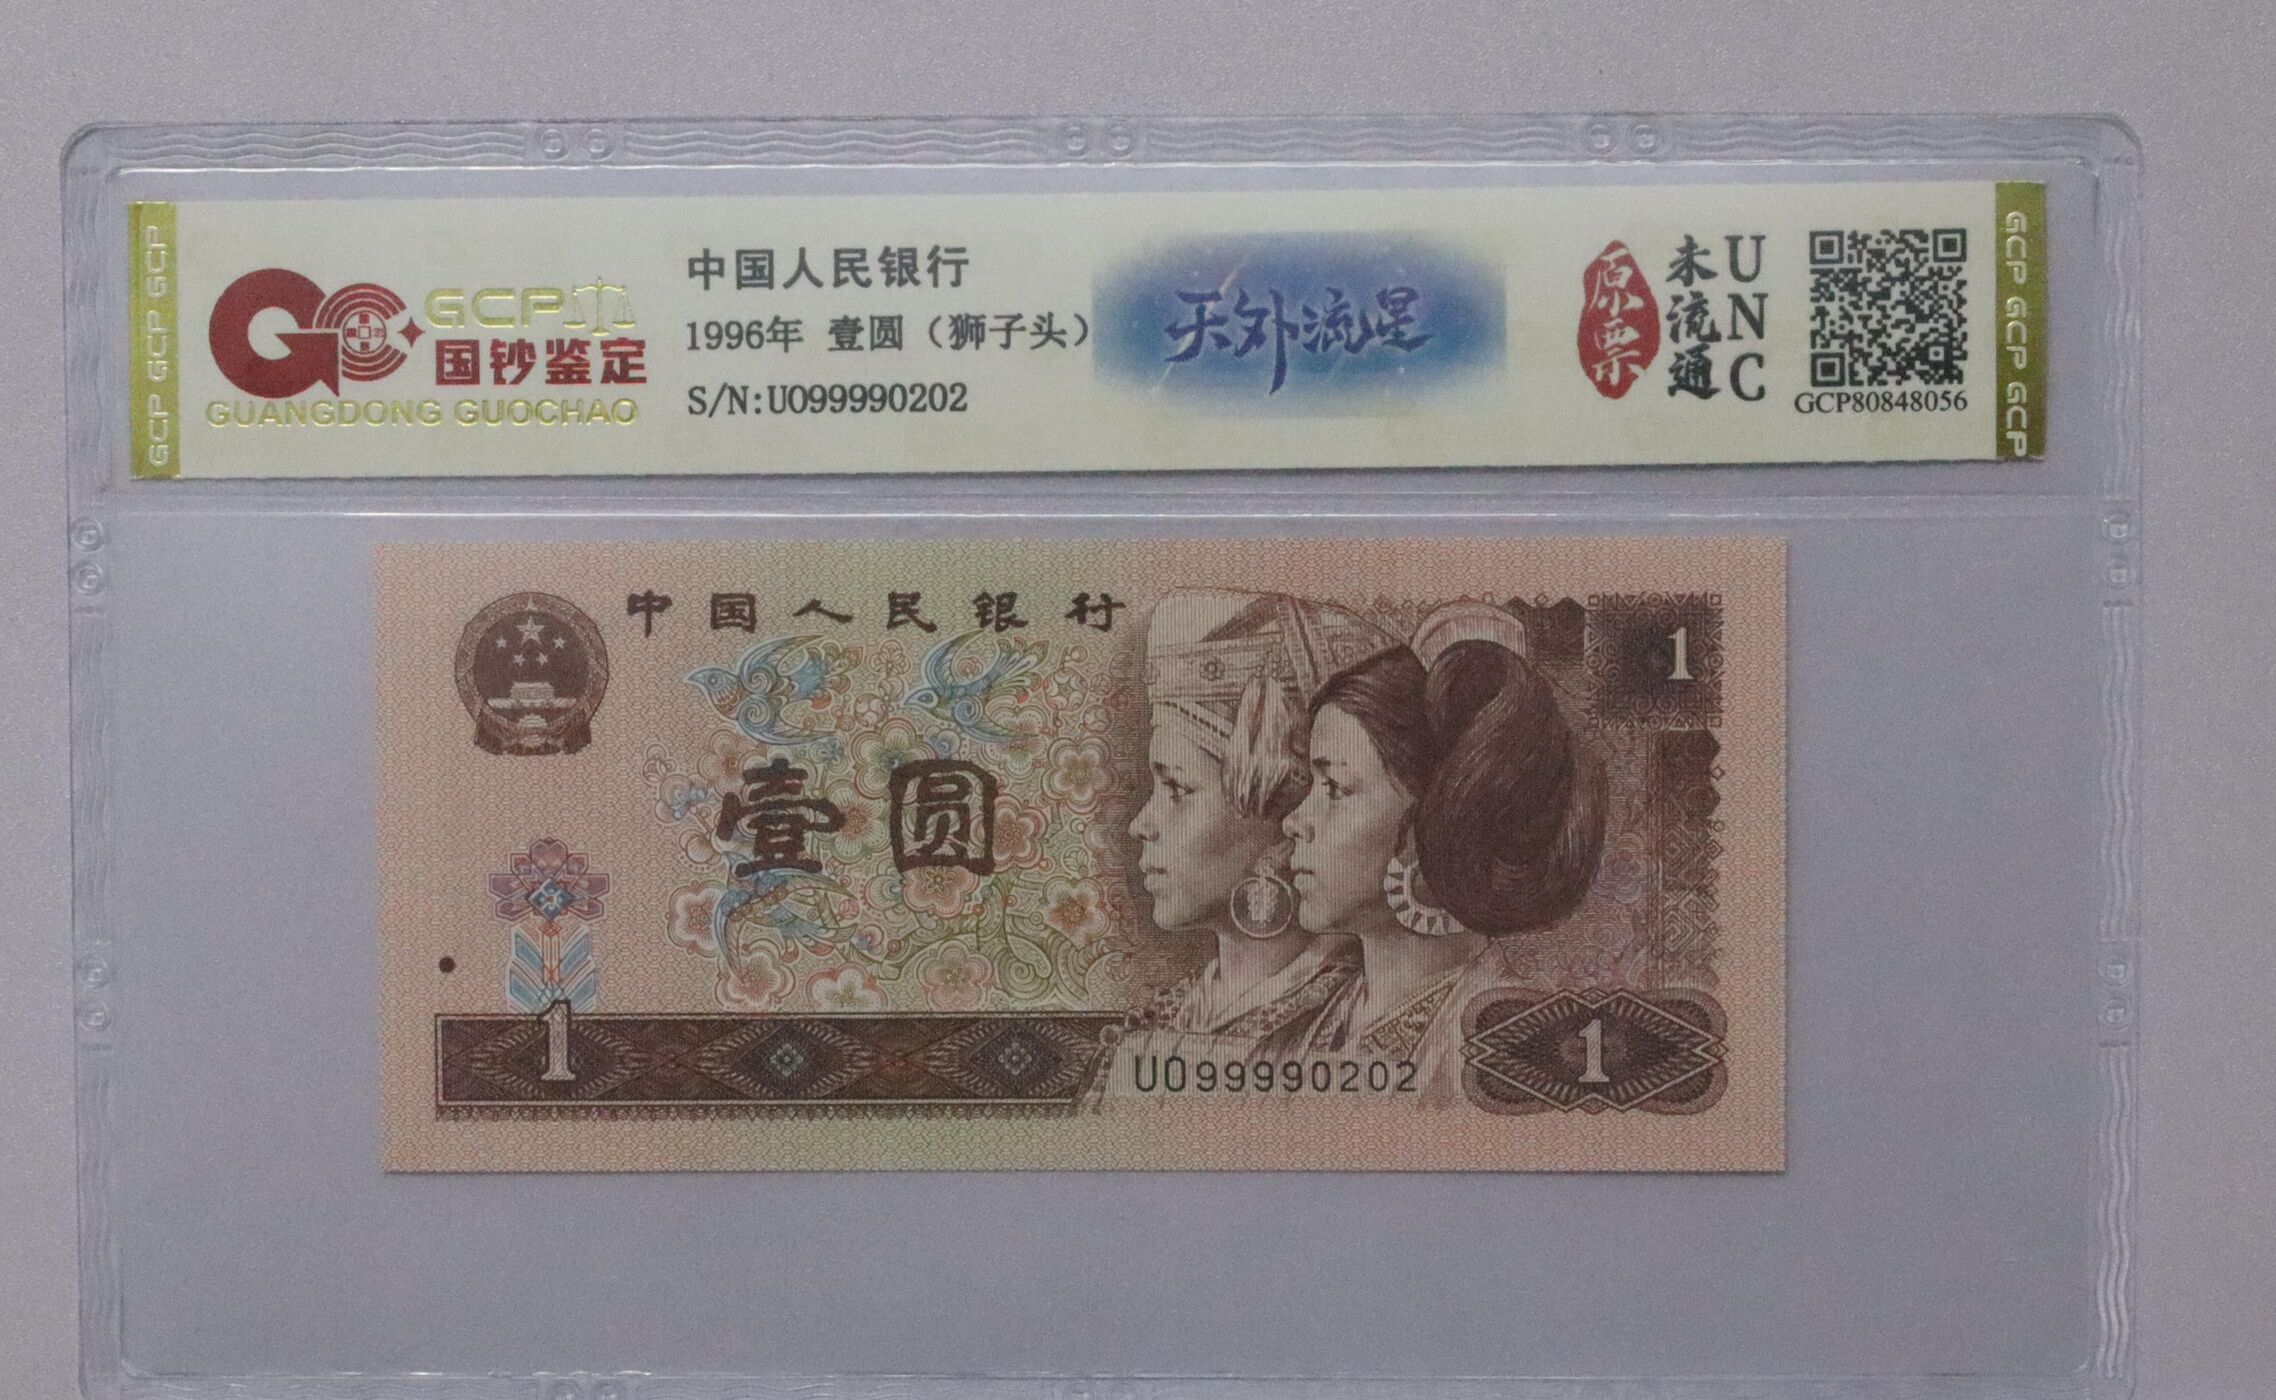 GCP GCP GCP
GCP
国钞鉴定
GUANGDONG GUOCHAO
中国人民银行
1996年 壹圆（狮子头）
S/N:UO99990202
天外流星
原票
未流通
UNC
GCP80848056
GCP GCP GCP
中国人民银行
1
壹圆
1
UO99990202
1